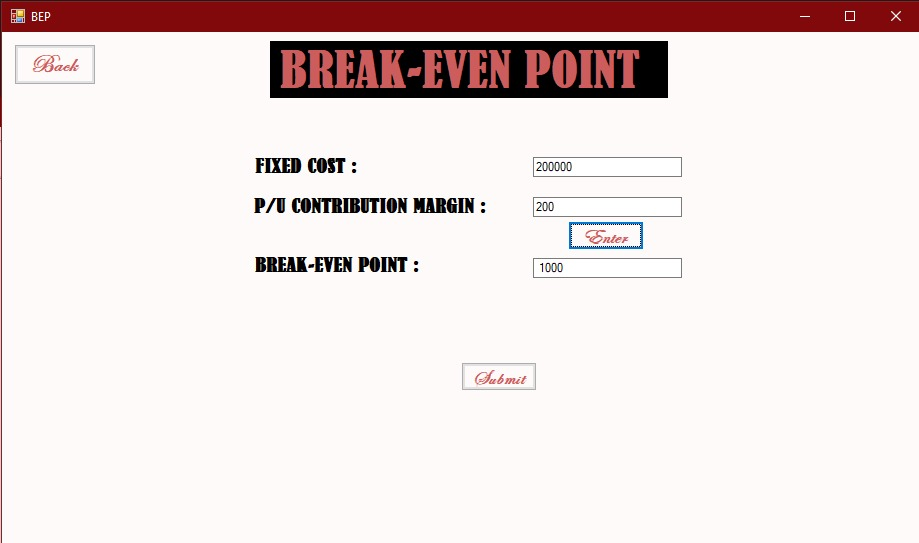 BEP
Back
BREAK-EVEN POINT
FIXED COST : 200000
P/U CONTRIBUTION MARGIN : 200
Enter
BREAK-EVEN POINT : 1000
Submit